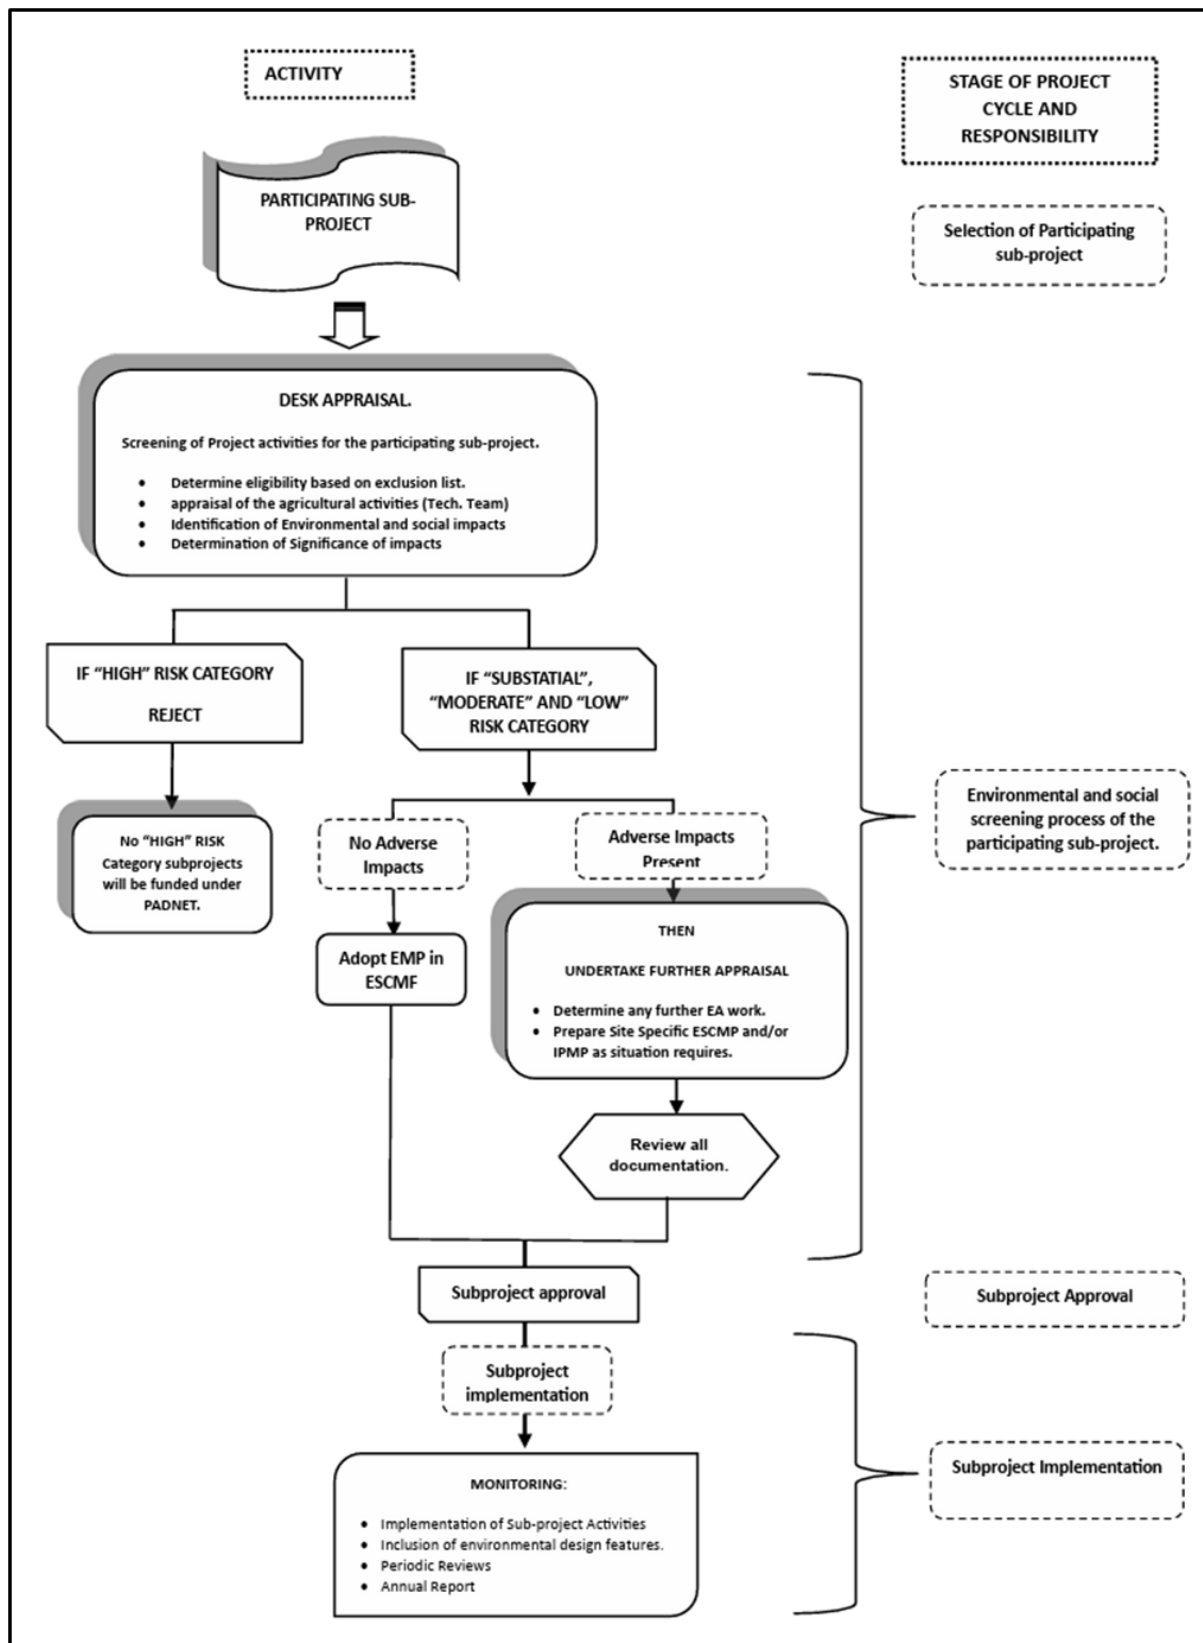 ACTIVITY
STAGE OF PROJECT
CYCLE AND
RESPONSIBILITY
PARTICIPATING SUB-
PROJECT
Selection of Participating
sub-project
DESK APPRAISAL.
Screening of Project activities for the participating sub-project.
• Determine eligibility based on exclusion list.
• appraisal of the agricultural activities (Tech. Team)
• Identification of Environmental and social impacts
• Determination of Significance of impacts
IF “HIGH” RISK CATEGORY
REJECT
IF “SUBSTATIAL”,
“MODERATE” AND “LOW”
RISK CATEGORY
No “HIGH” RISK
Category subprojects
will be funded under
PADNET.
No Adverse
Impacts
Adverse Impacts
Present
Environmental and social
screening process of the
participating sub-project.
Adopt EMP in
ESCMF
THEN
UNDERTAKE FURTHER APPRAISAL
• Determine any further EA work.
• Prepare Site Specific ESCMP and/or
IPMP as situation requires.
Review all
documentation.
Subproject approval
Subproject Approval
Subproject
implementation
Subproject Implementation
MONITORING:
• Implementation of Sub-project Activities
• Inclusion of environmental design features.
• Periodic Reviews
• Annual Report